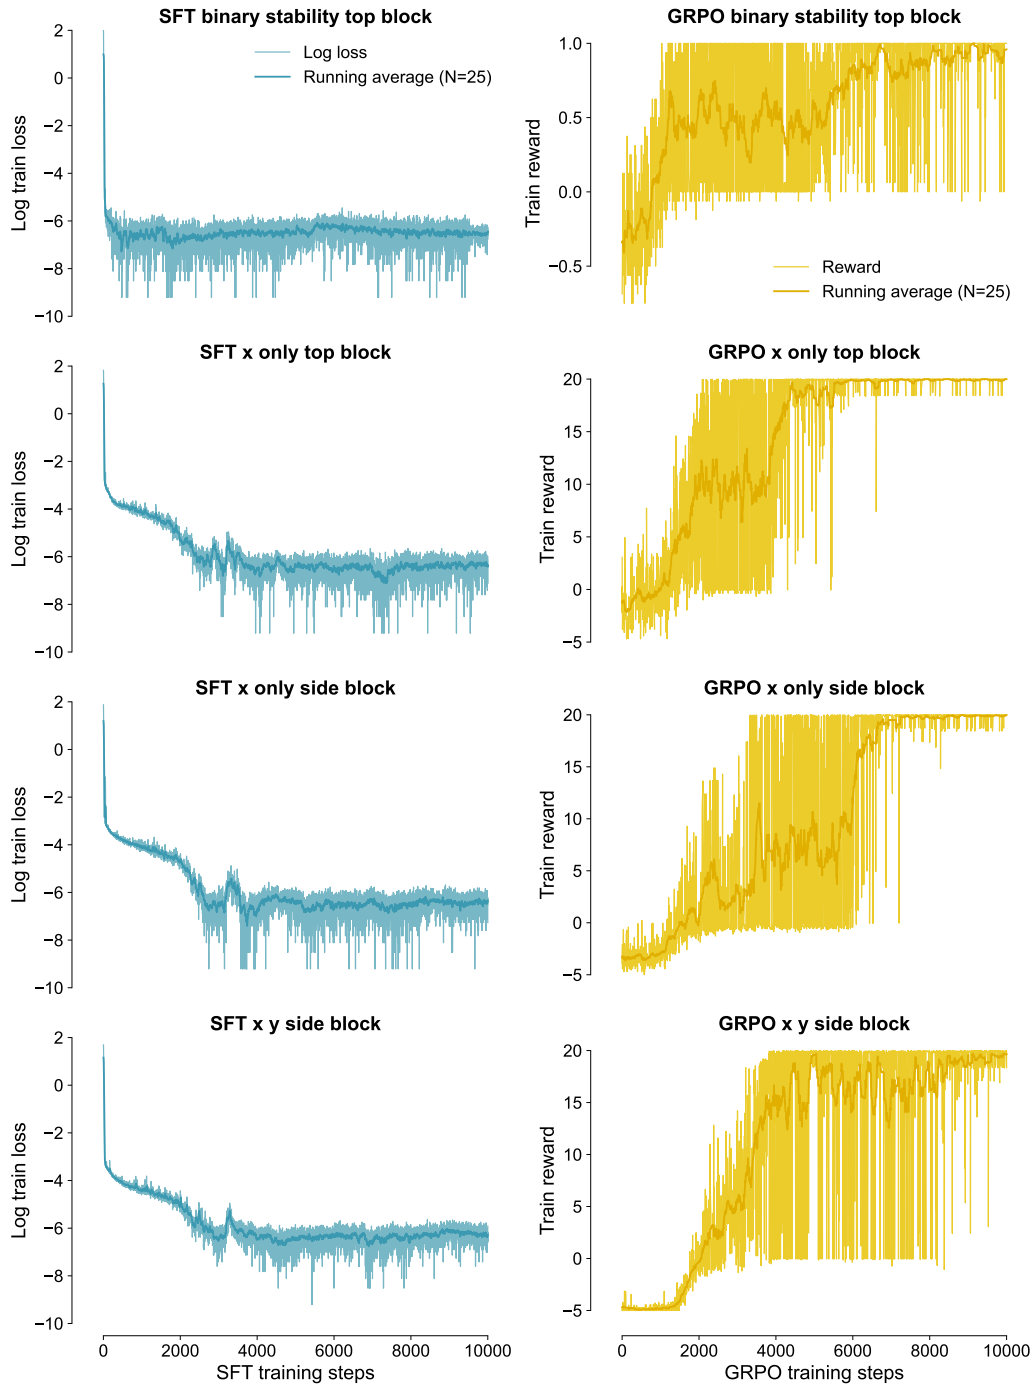 SFT binary stability top block
2
0
−2
−4
−6
−8
−10
Log train loss
Log loss
Running average (N=25)
GRPO binary stability top block
1.0
0.5
0.0
−0.5
Train reward
Reward
Running average (N=25)
SFT x only top block
2
0
−2
−4
−6
−8
−10
Log train loss
GRPO x only top block
20
15
10
5
0
−5
Train reward
SFT x only side block
2
0
−2
−4
−6
−8
−10
Log train loss
GRPO x only side block
20
15
10
5
0
−5
Train reward
SFT x y side block
2
0
−2
−4
−6
−8
−10
Log train loss
0 2000 4000 6000 8000 10000
SFT training steps
GRPO x y side block
20
15
10
5
0
−5
Train reward
0 2000 4000 6000 8000 10000
GRPO training steps